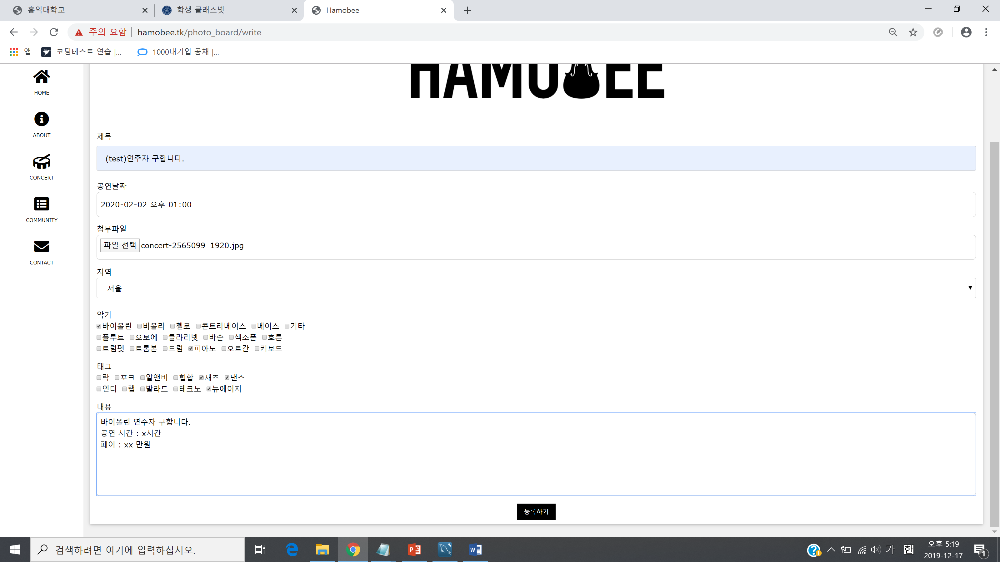 홍익대학교
학생 클래스넷
Hamobee
주의 요함
hamobee.tk/photo_board/write
앱
코딩테스트 연습 |...
1000대기업 공채 |...
HAMOBEE
HOME
ABOUT
CONCERT
COMMUNITY
CONTACT
제목
(test)연주자 구합니다.
공연날짜
2020-02-02 오후 01:00
첨부파일
파일 선택 concert-2565099_1920.jpg
지역
서울
악기
바이올린 비올라 첼로 콘트라베이스 베이스 기타
플루트 오보에 클라리넷 바순 색소폰 호른
트럼펫 트롬본 드럼 피아노 오르간 키보드
태그
락 포크 알앤비 힙합 재즈 댄스
인디 랩 발라드 테크노 뉴에이지
내용
바이올린 연주자 구합니다.
공연 시간 : x시간
페이 : xx 만원
등록하기
검색하려면 여기에 입력하십시오.
가
한
오후 5:19
2019-12-17
1